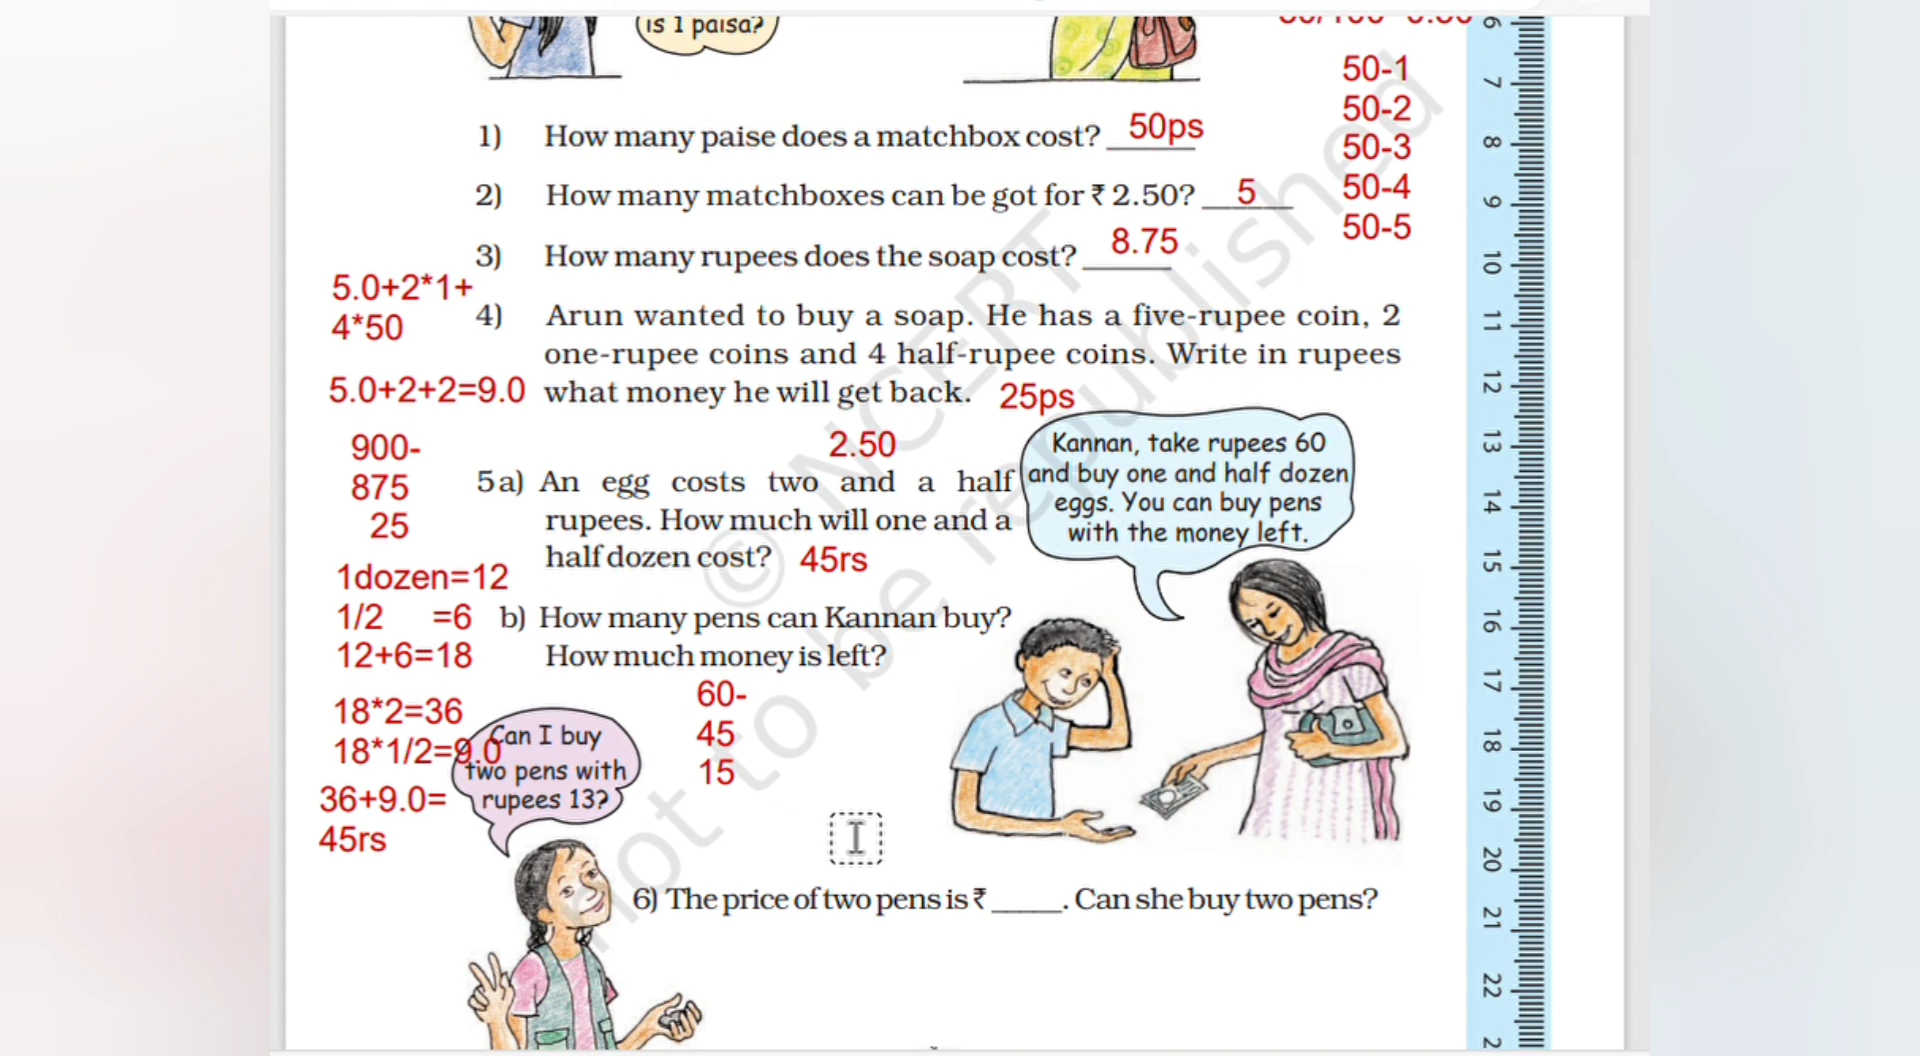 is 1 paisa?
50-1
50-2
50-3
50-4
50-5
1) How many paise does a matchbox cost? 50ps
2) How many matchboxes can be got for ₹ 2.50? 5
3) How many rupees does the soap cost? 8.75
5.0+2*1+
4*50
4) Arun wanted to buy a soap. He has a five-rupee coin, 2
one-rupee coins and 4 half-rupee coins. Write in rupees
what money he will get back. 25ps
5.0+2+2=9.0
900-
875
25
2.50
5a) An egg costs two and a half
rupees. How much will one and a
half dozen cost? 45rs
Kannan, take rupees 60
and buy one and half dozen
eggs. You can buy pens
with the money left.
1dozen=12
1/2 =6
12+6=18
b) How many pens can Kannan buy?
How much money is left?
60-
45
15
18*2=36
18*1/2=9.0
36+9.0=
45rs
Can I buy
two pens with
rupees 13?
6) The price of two pens is ₹ _____. Can she buy two pens?
© NCERT
not to be republished
6
7
8
9
10
11
12
13
14
15
16
17
18
19
20
21
22